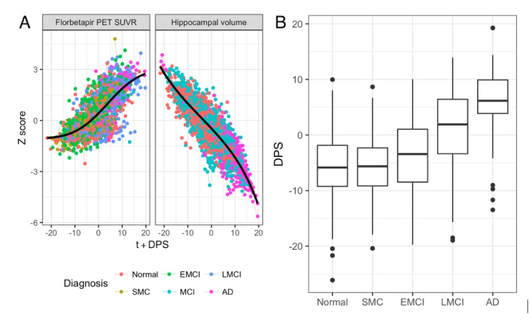 A
Florbetapir PET SUVR
Hippocampal volume
Z score
3
0
-3
-6
-20 -10 0 10 20 -20 -10 0 10 20
t + DPS
Diagnosis
Normal EMCI LMCI
SMC MCI AD
B
DPS
20
10
0
-10
-20
Normal SMC EMCI LMCI AD